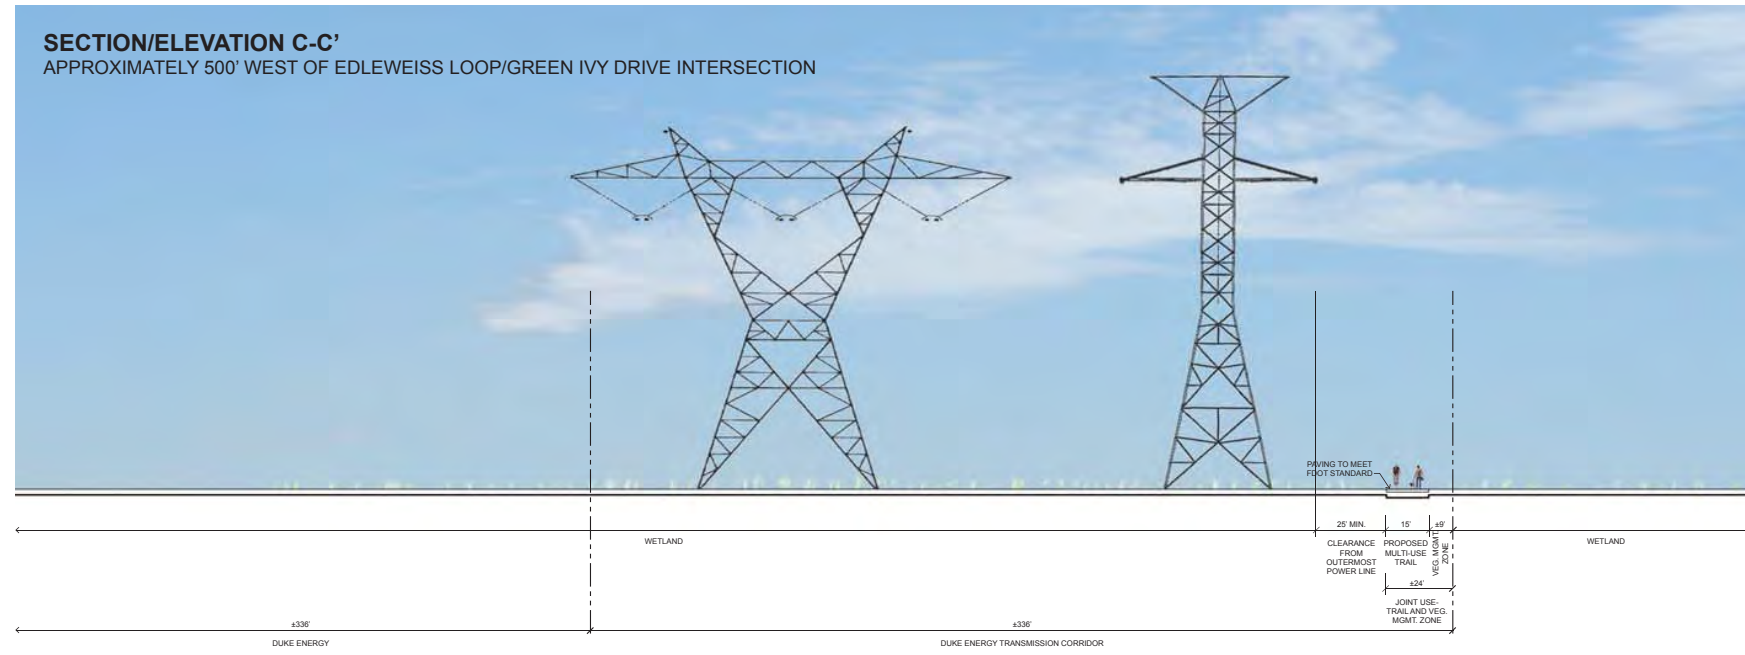 SECTION/ELEVATION C-C’
APPROXIMATELY 500’ WEST OF EDLEWEISS LOOP/GREEN IVY DRIVE INTERSECTION
PAVING TO MEET
FDOT STANDARD
25’ MIN.
15’
±9’
WETLAND
CLEARANCE
FROM
OUTERMOST
POWER LINE
PROPOSED
MULTI-USE
TRAIL
VEG. MGMT.
ZONE
WETLAND
±24’
JOINT USE-
TRAIL AND VEG.
MGMT. ZONE
±336’
±336’
DUKE ENERGY
DUKE ENERGY TRANSMISSION CORRIDOR